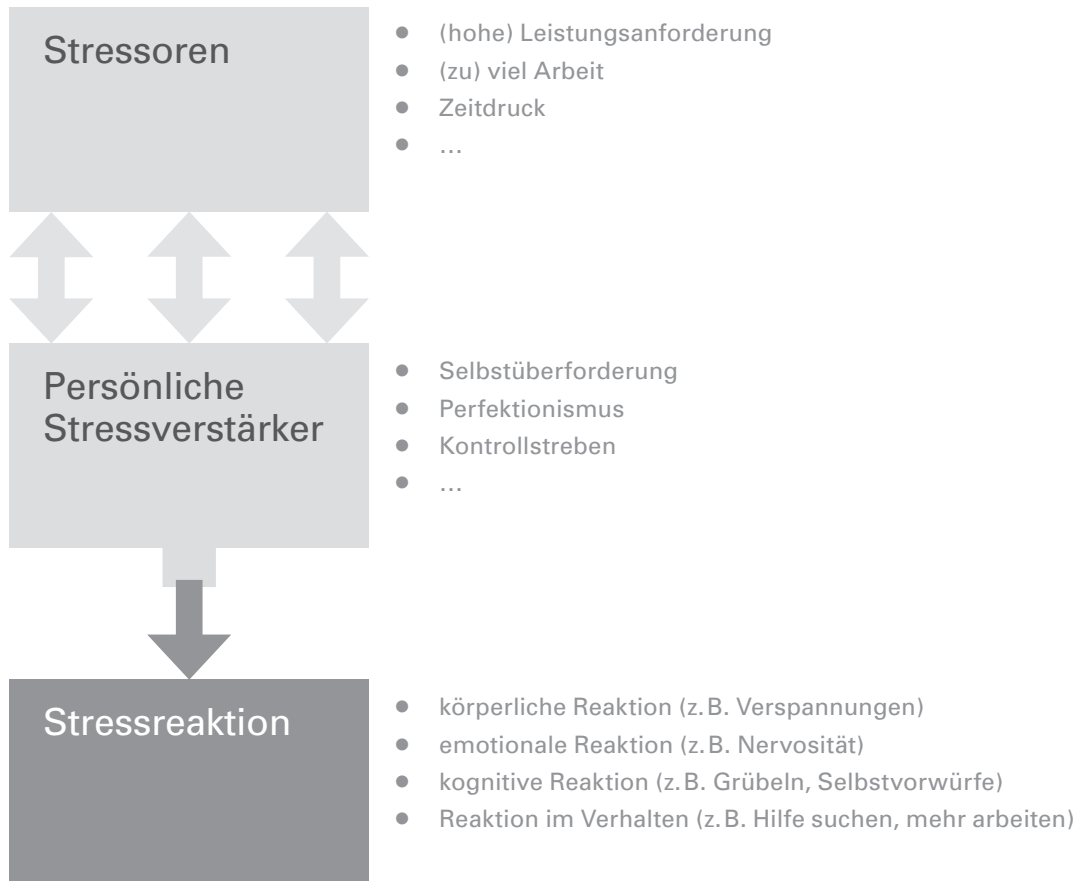 Stressoren
● (hohe) Leistungsanforderung
● (zu) viel Arbeit
● Zeitdruck
● …
Persönliche
Stressverstärker
● Selbstüberforderung
● Perfektionismus
● Kontrollstreben
● …
Stressreaktion
● körperliche Reaktion (z. B. Verspannungen)
● emotionale Reaktion (z. B. Nervosität)
● kognitive Reaktion (z. B. Grübeln, Selbstvorwürfe)
● Reaktion im Verhalten (z. B. Hilfe suchen, mehr arbeiten)